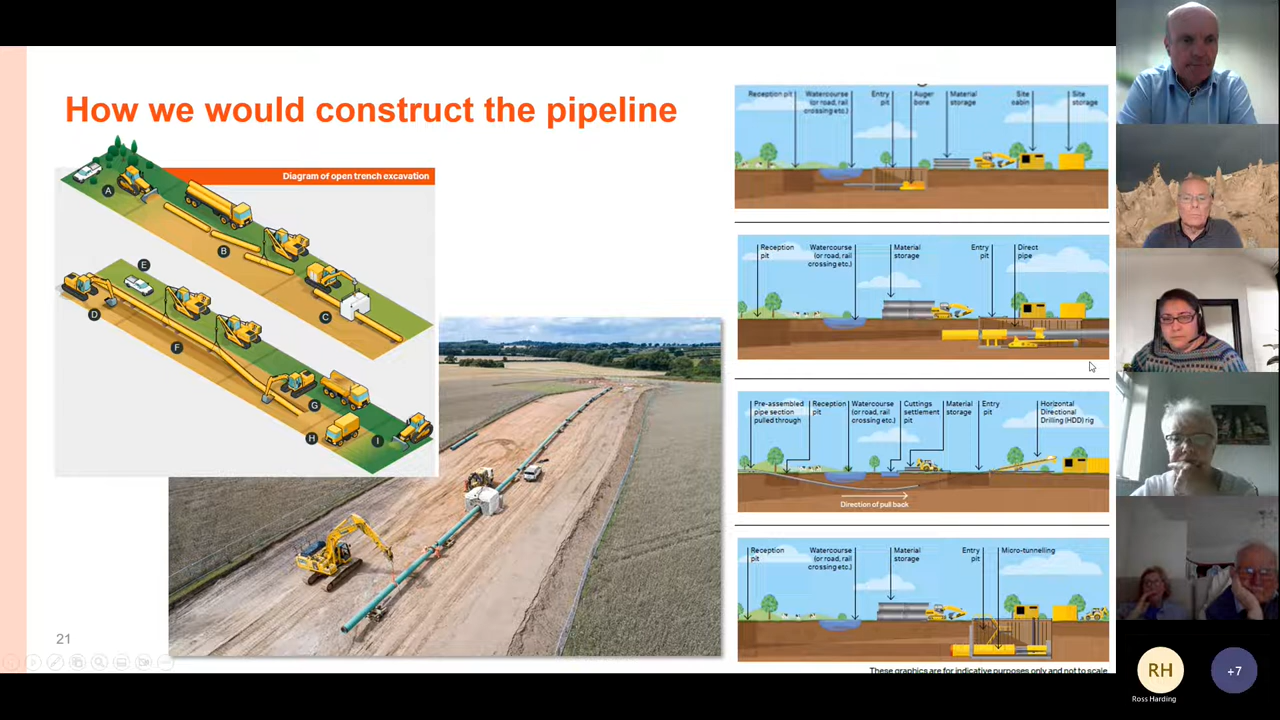 How we would construct the pipeline
Diagram of open trench excavation
A
B
C
D
E
F
G
H
I
21
Reception pit
Watercourse
(or road, rail
crossing etc.)
Entry
pit
Auger
bore
Material
storage
Site
cabin
Site
storage
Reception
pit
Watercourse
(or road, rail
crossing etc.)
Material
storage
Entry
pit
Direct
pipe
Pre-assembled
pipe section
pulled through
Reception
pit
Watercourse
(or road, rail
crossing etc.)
Cuttings
settlement
pit
Material
storage
Entry
pit
Horizontal
Directional
Drilling (HDD) rig
Direction of pull back
Reception
pit
Watercourse
(or road, rail
crossing etc.)
Material
storage
Entry
pit
Micro-tunnelling
These graphics are for indicative purposes only and not to scale
RH
Ross Harding
+7